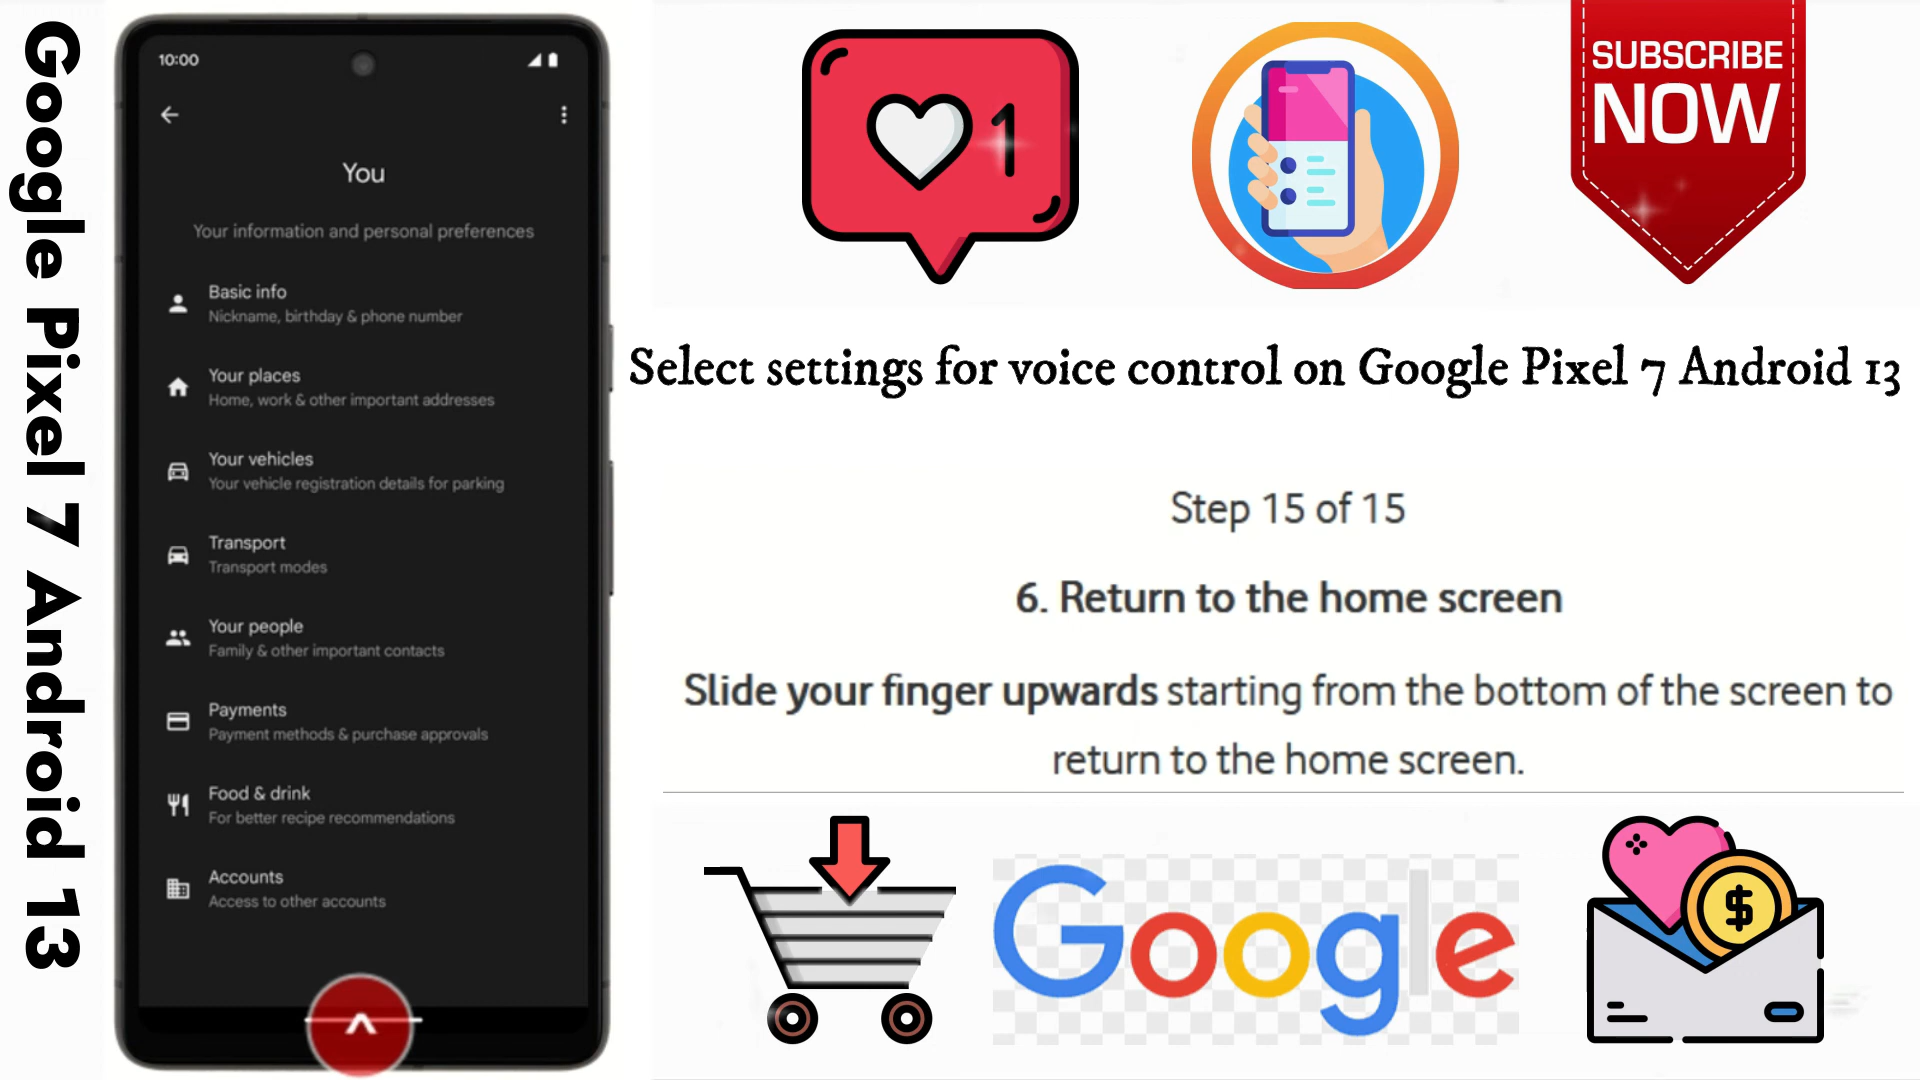 Google Pixel 7 Android 13
10:00
You
Your information and personal preferences
Basic info
Nickname, birthday & phone number
Your places
Home, work & other important addresses
Your vehicles
Your vehicle registration details for parking
Transport
Transport modes
Your people
Family & other important contacts
Payments
Payment methods & purchase approvals
Food & drink
For better recipe recommendations
Accounts
Access to other accounts
1
SUBSCRIBE
NOW
Select settings for voice control on Google Pixel 7 Android 13
Step 15 of 15
6. Return to the home screen
Slide your finger upwards starting from the bottom of the screen to
return to the home screen.
Google
$